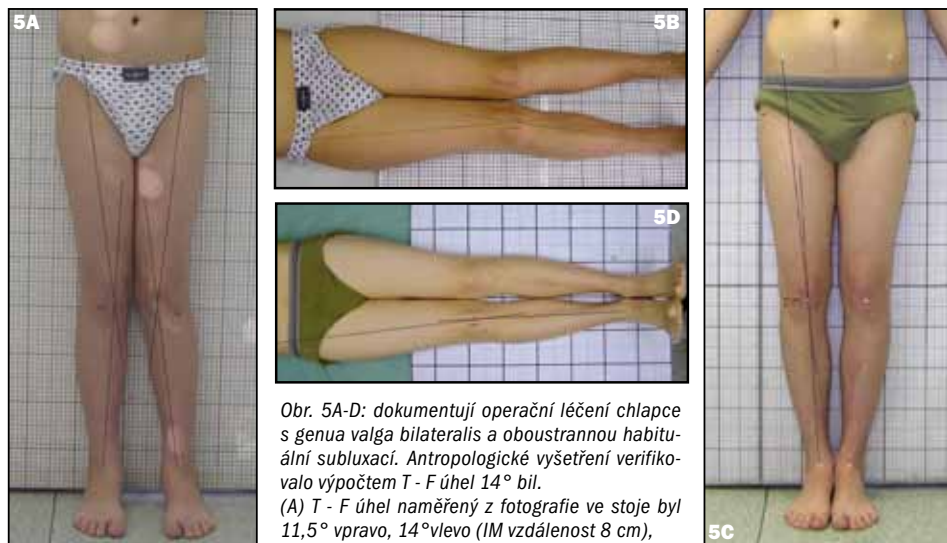 5A
5B
5D
5C
Obr. 5A-D: dokumentují operační léčení chlapce
s genua valga bilateralis a oboustrannou habitu-
ální subluxací. Antropologické vyšetření verifiko-
valo výpočtem T - F úhel 14° bil.
(A) T - F úhel naměřený z fotografie ve stoje byl
11,5° vpravo, 14°vlevo (IM vzdálenost 8 cm),